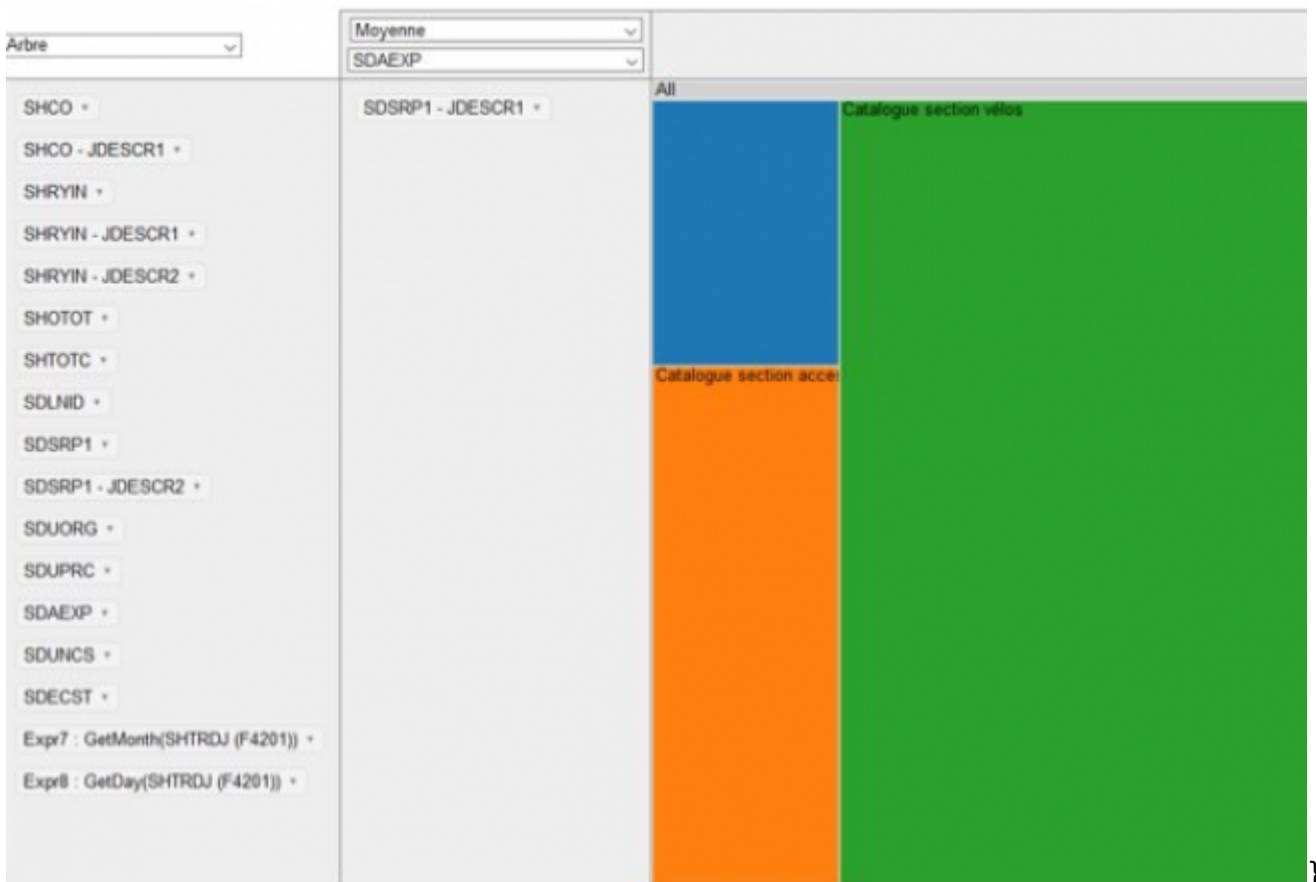 Arbre
Moyenne
SDAEXP
SHCO
SHCO - JDESCR1
SHRYIN
SHRYIN - JDESCR1
SHRYIN - JDESCR2
SHOTOT
SHTOTC
SDLNID
SDSRP1
SDSRP1 - JDESCR2
SDUORG
SDUPRC
SDAEXP
SDUNCS
SDECST
Expr7 : GetMonth(SHTRDJ (F4201))
Expr8 : GetDay(SHTRDJ (F4201))
SDSRP1 - JDESCR1
All
Catalogue section vélos
Catalogue section acces